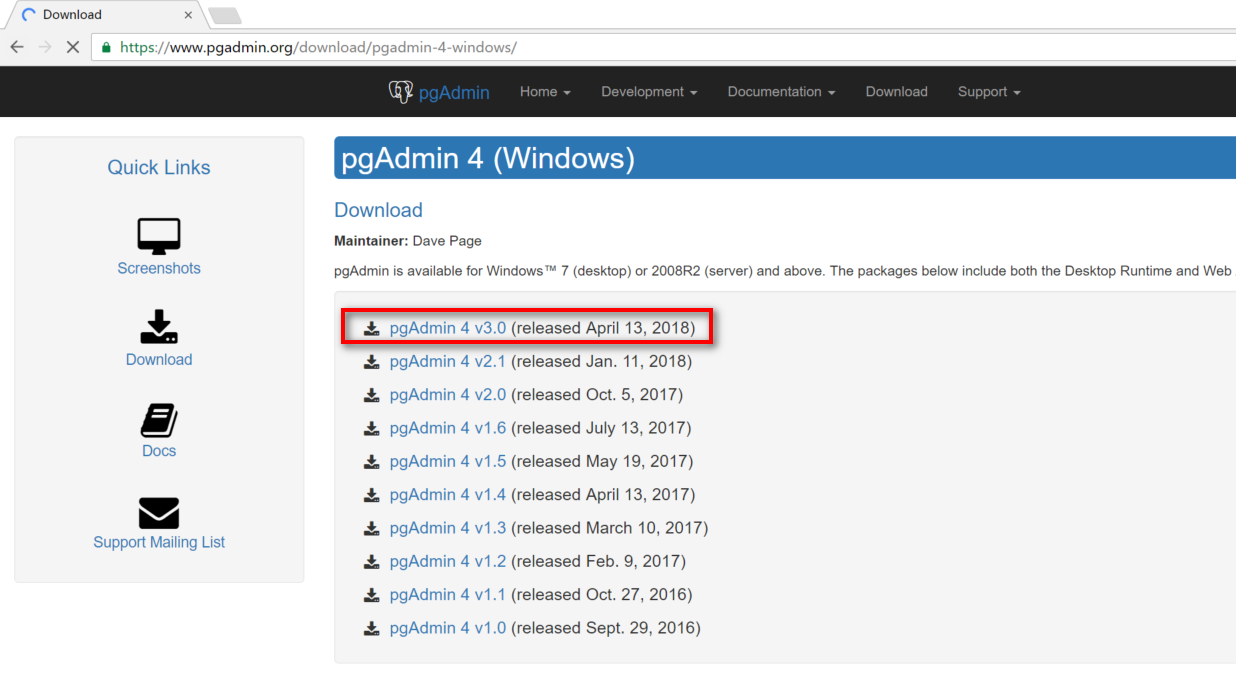 Download
https://www.pgadmin.org/download/pgadmin-4-windows/
pgAdmin Home Development Documentation Download Support
Quick Links
Screenshots
Download
Docs
Support Mailing List
pgAdmin 4 (Windows)
Download
Maintainer: Dave Page
pgAdmin is available for Windows™ 7 (desktop) or 2008R2 (server) and above. The packages below include both the Desktop Runtime and Web
pgAdmin 4 v3.0 (released April 13, 2018)
pgAdmin 4 v2.1 (released Jan. 11, 2018)
pgAdmin 4 v2.0 (released Oct. 5, 2017)
pgAdmin 4 v1.6 (released July 13, 2017)
pgAdmin 4 v1.5 (released May 19, 2017)
pgAdmin 4 v1.4 (released April 13, 2017)
pgAdmin 4 v1.3 (released March 10, 2017)
pgAdmin 4 v1.2 (released Feb. 9, 2017)
pgAdmin 4 v1.1 (released Oct. 27, 2016)
pgAdmin 4 v1.0 (released Sept. 29, 2016)